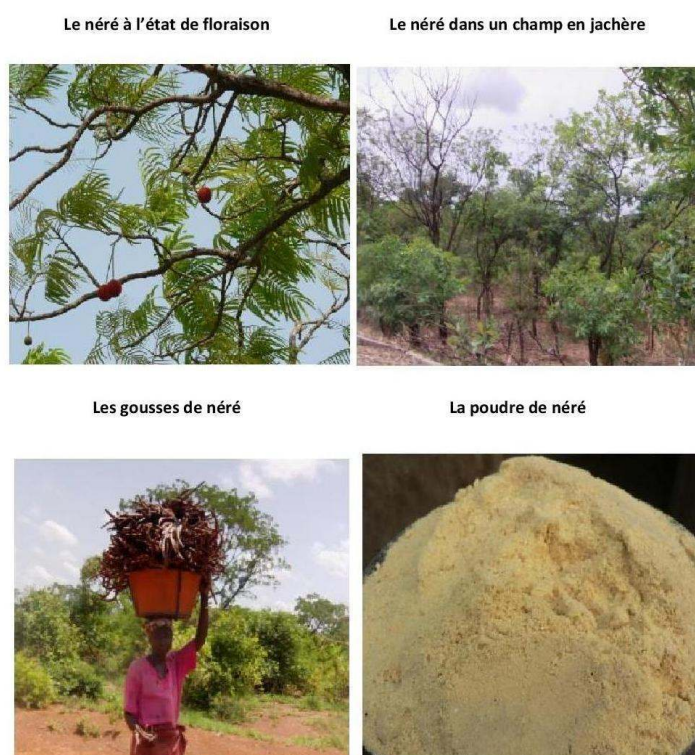 Le néré à l’état de floraison
Le néré dans un champ en jachère
Les gousses de néré
La poudre de néré